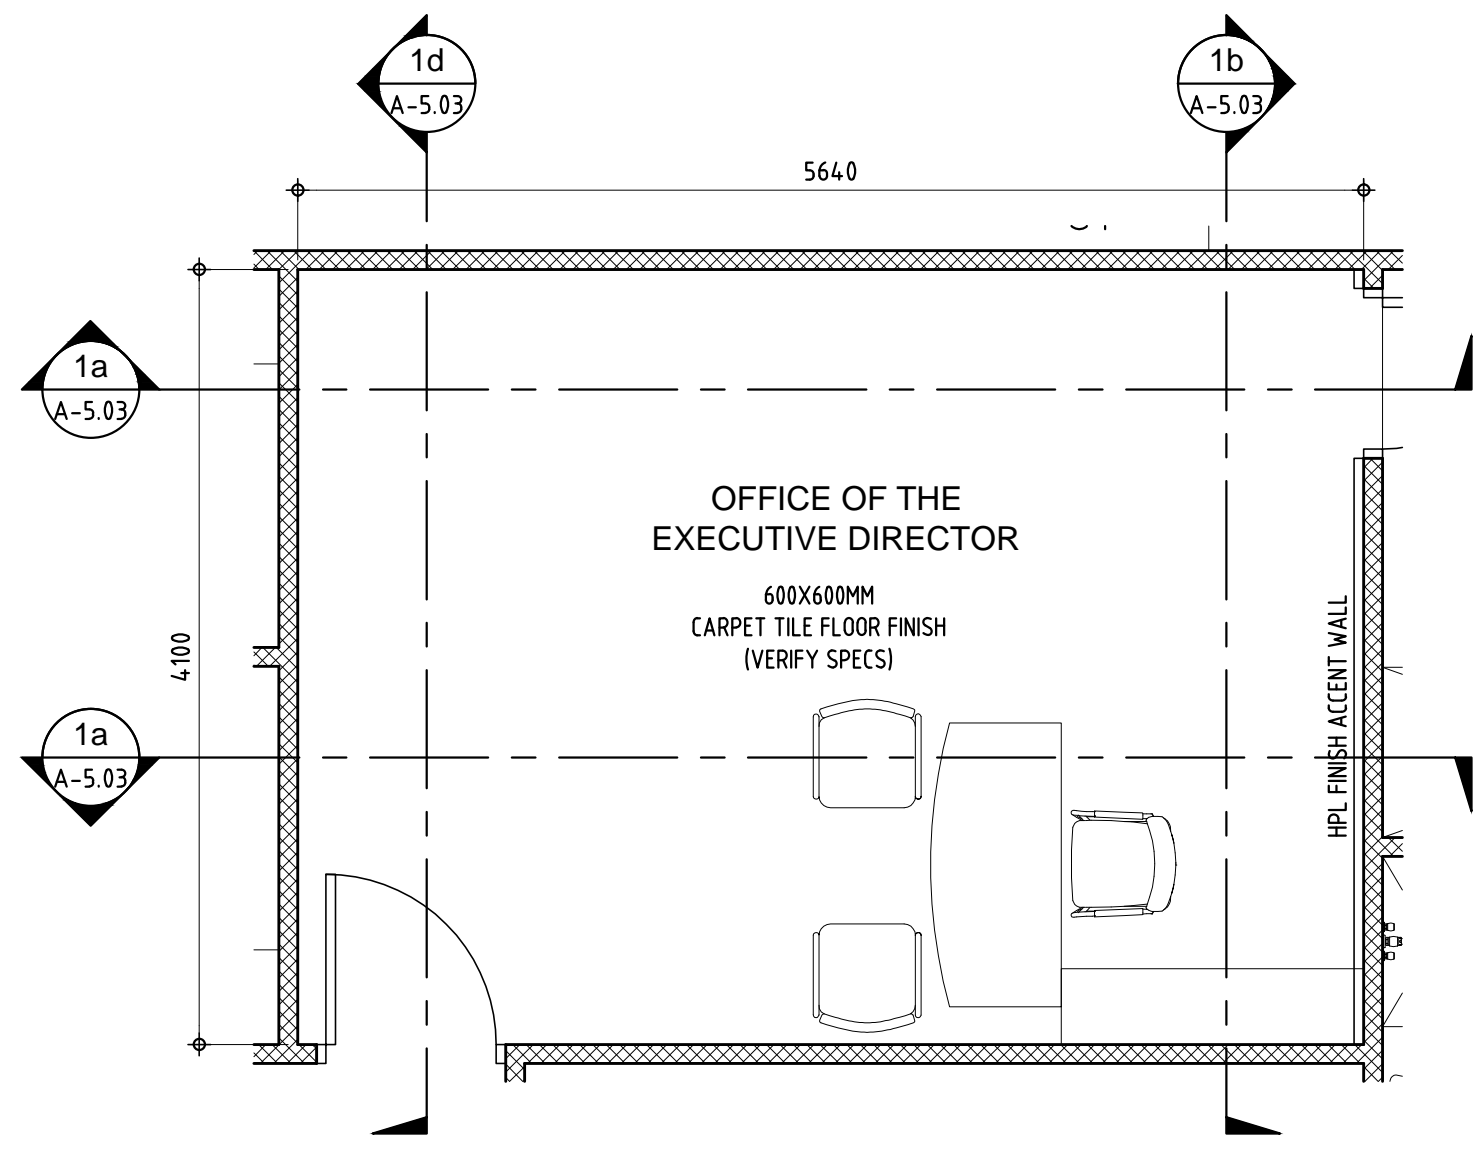 1d
A-5.03
1b
A-5.03
5640
1a
A-5.03
OFFICE OF THE
EXECUTIVE DIRECTOR
600X600MM
CARPET TILE FLOOR FINISH
(VERIFY SPECS)
HPL FINISH ACCENT WALL
4100
1a
A-5.03